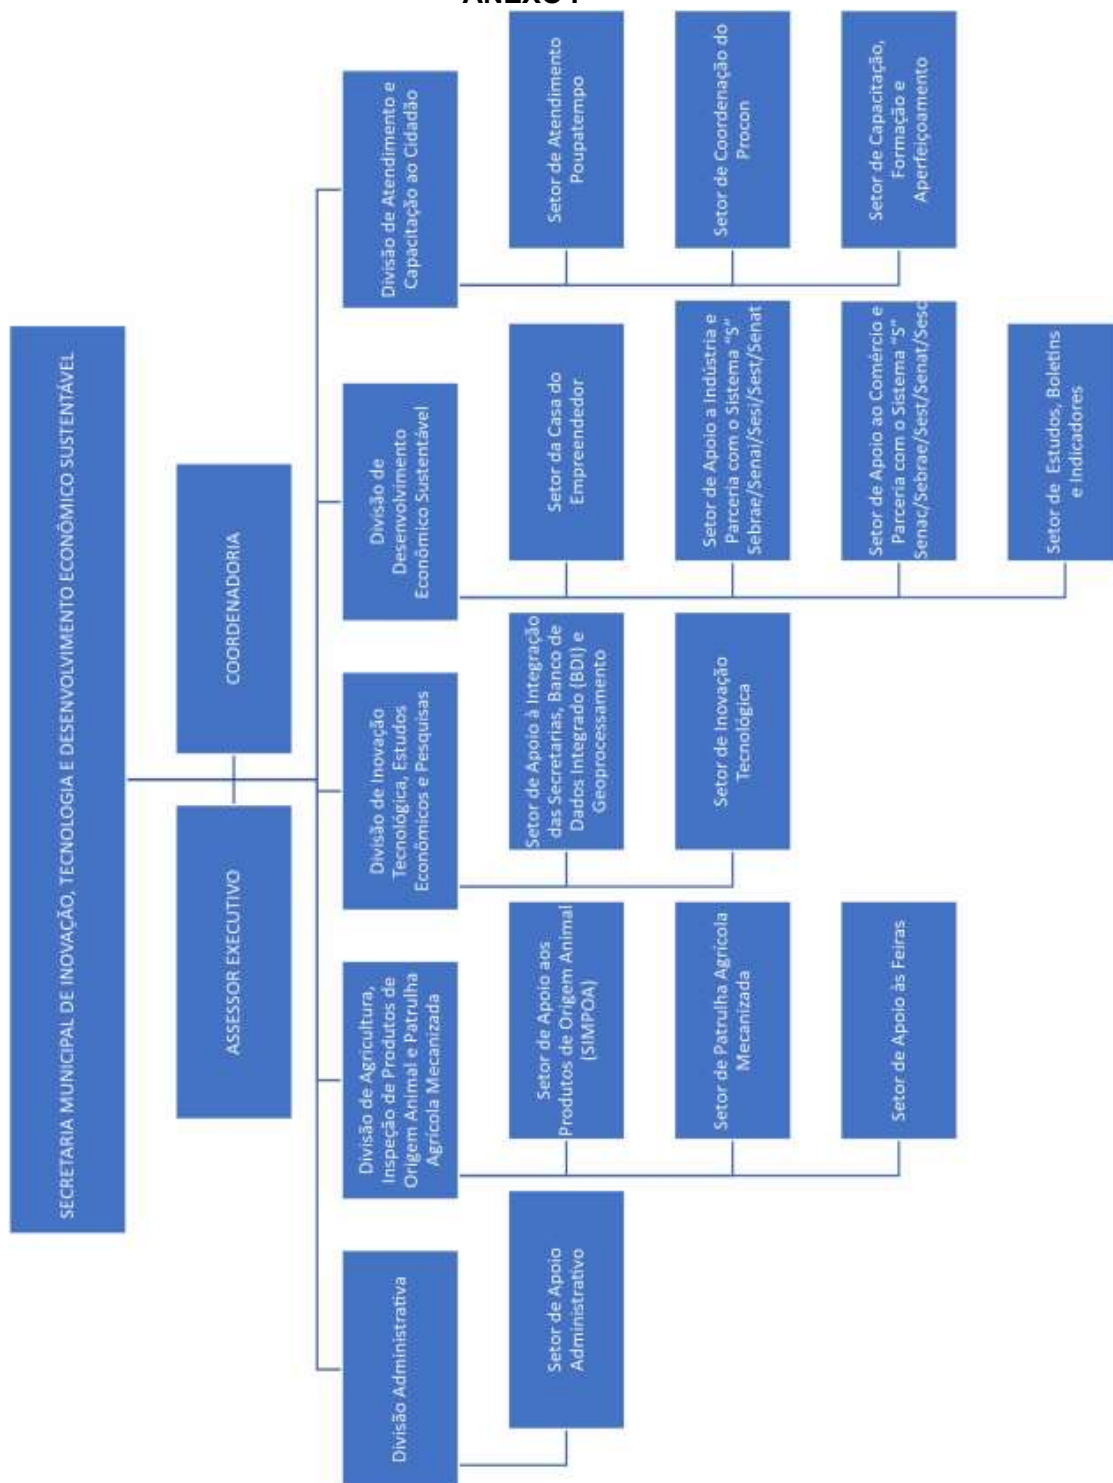 ANEXO I
SECRETARIA MUNICIPAL DE INOVAÇÃO, TECNOLOGIA E DESENVOLVIMENTO ECONÔMICO SUSTENTÁVEL
ASSESSOR EXECUTIVO
COORDENADORIA
Divisão Administrativa
Setor de Apoio
Administrativo
Divisão de Agricultura,
Inspeção de Produtos de
Origem Animal e Patrulha
Agrícola Mecanizada
Setor de Apoio aos
Produtos de Origem Animal
(SIMPOA)
Setor de Patrulha Agrícola
Mecanizada
Setor de Apoio às Feiras
Divisão de Inovação
Tecnológica, Estudos
Econômicos e Pesquisas
Setor de Apoio à Integração
das Secretarias, Banco de
Dados Integrado (BDI) e
Geoprocessamento
Setor de Inovação
Tecnológica
Divisão de
Desenvolvimento
Econômico Sustentável
Setor da Casa do
Empreendedor
Setor de Apoio a Indústria e
Parceria com o Sistema "S"
Sebrae/Senai/Sesi/Sest/Senat
Setor de Apoio ao Comércio e
Parceria com o Sistema "S"
Senac/Sebrae/Sest/Senat/Sesc
Setor de Estudos, Boletins
e Indicadores
Divisão de Atendimento e
Capacitação ao Cidadão
Setor de Atendimento
Poupatempo
Setor de Coordenação do
Procon
Setor de Capacitação,
Formação e
Aperfeiçoamento